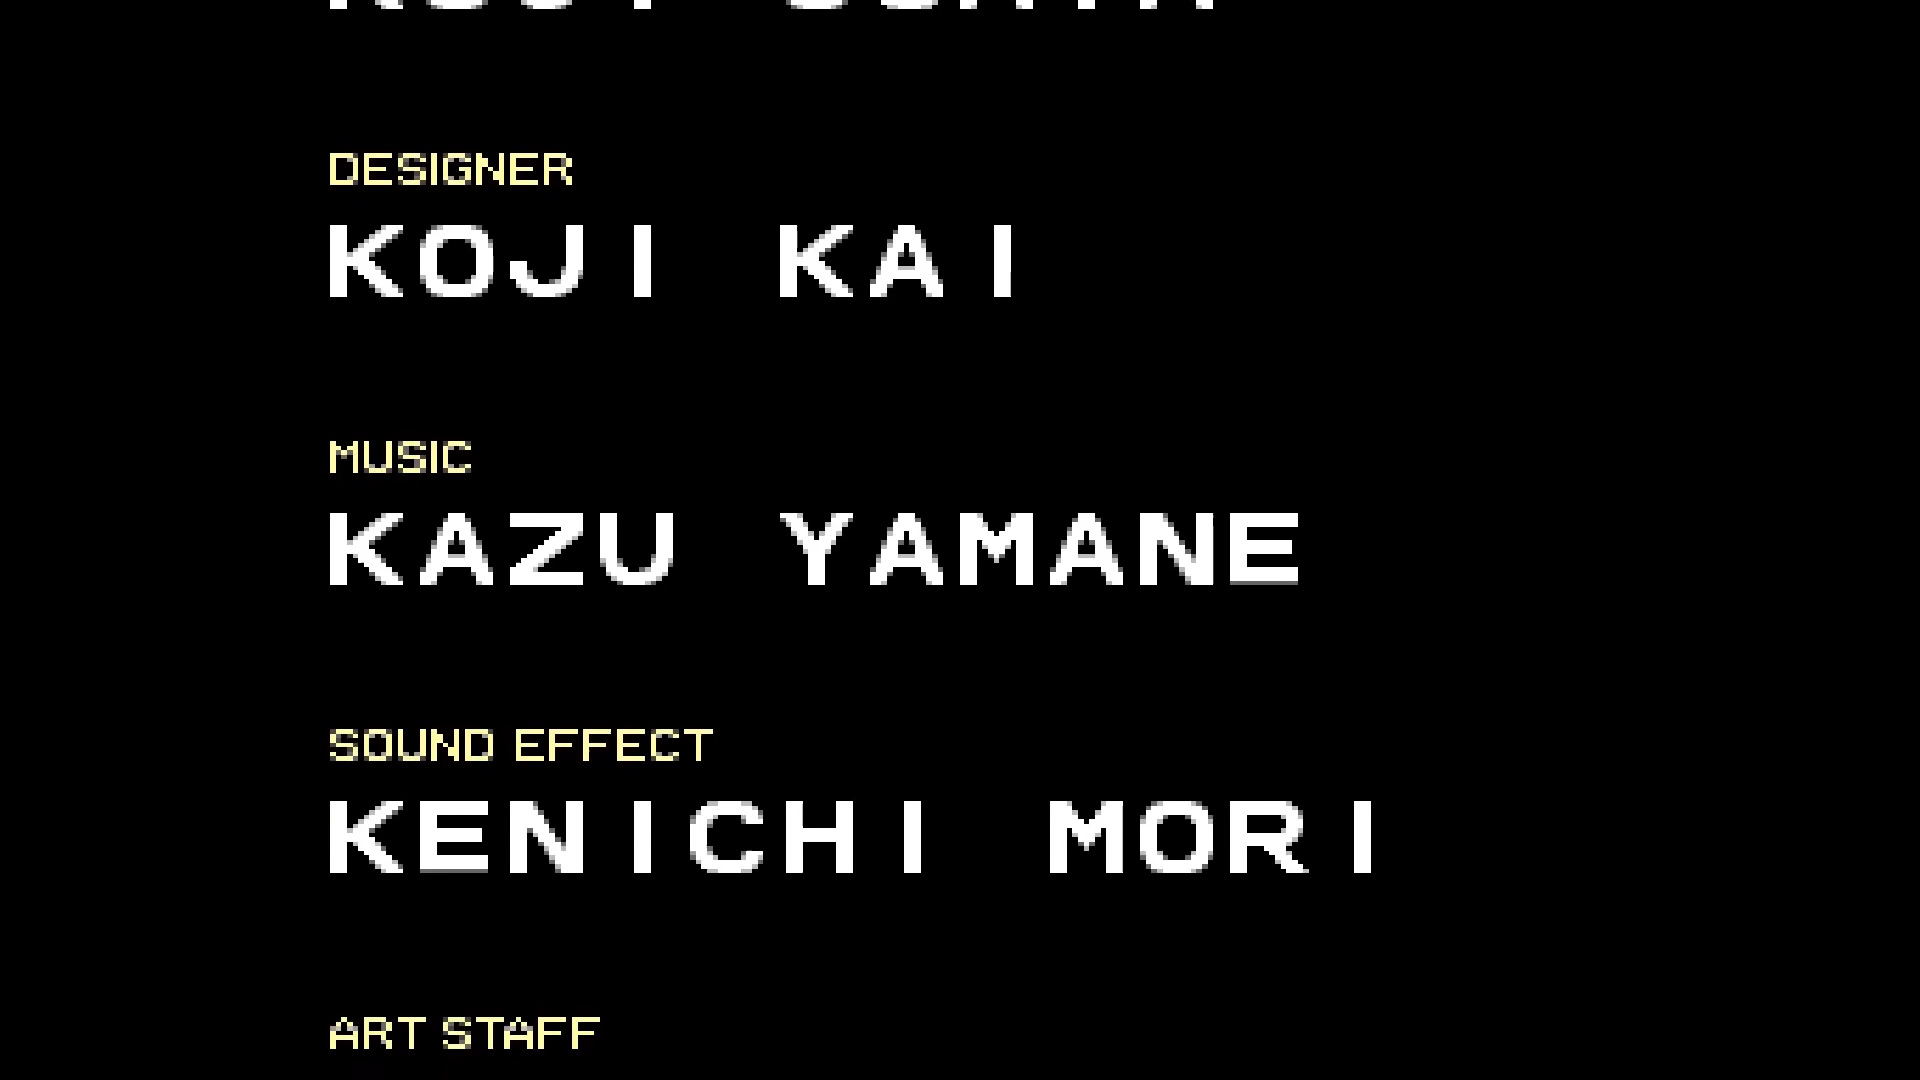 DESIGNER
KOJI KAI
MUSIC
KAZU YAMANE
SOUND EFFECT
KENICHI MORI
ART STAFF